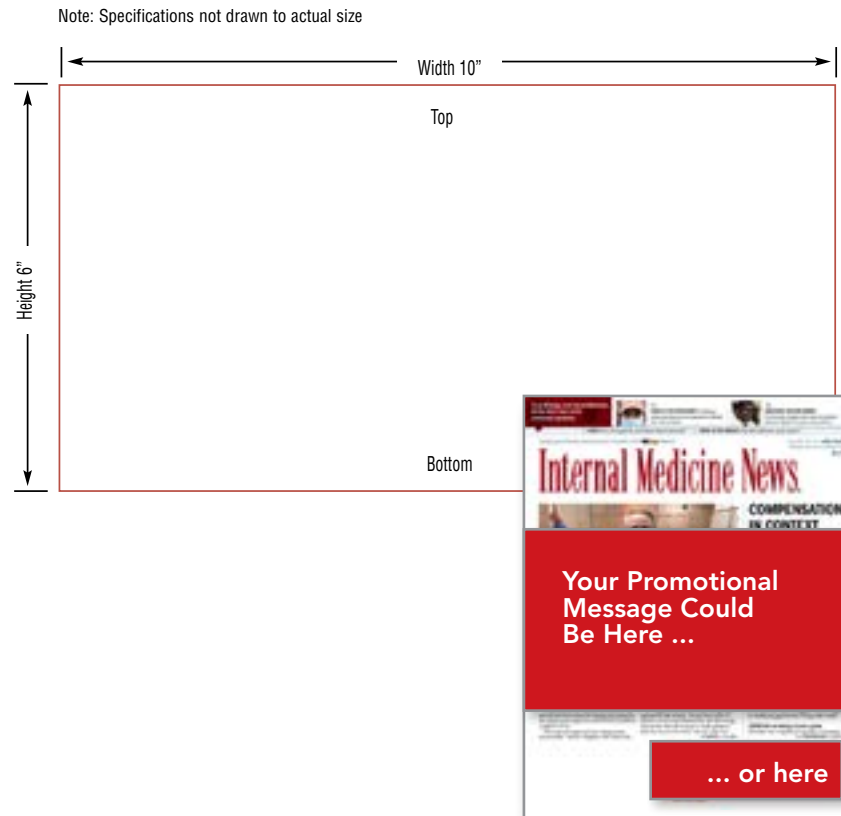 Note: Specifications not drawn to actual size
Width 10”
Top
Height 6”
Bottom
Internal Medicine News
COMPENSATION
IN CONTEXT
Your Promotional
Message Could
Be Here ...
... or here